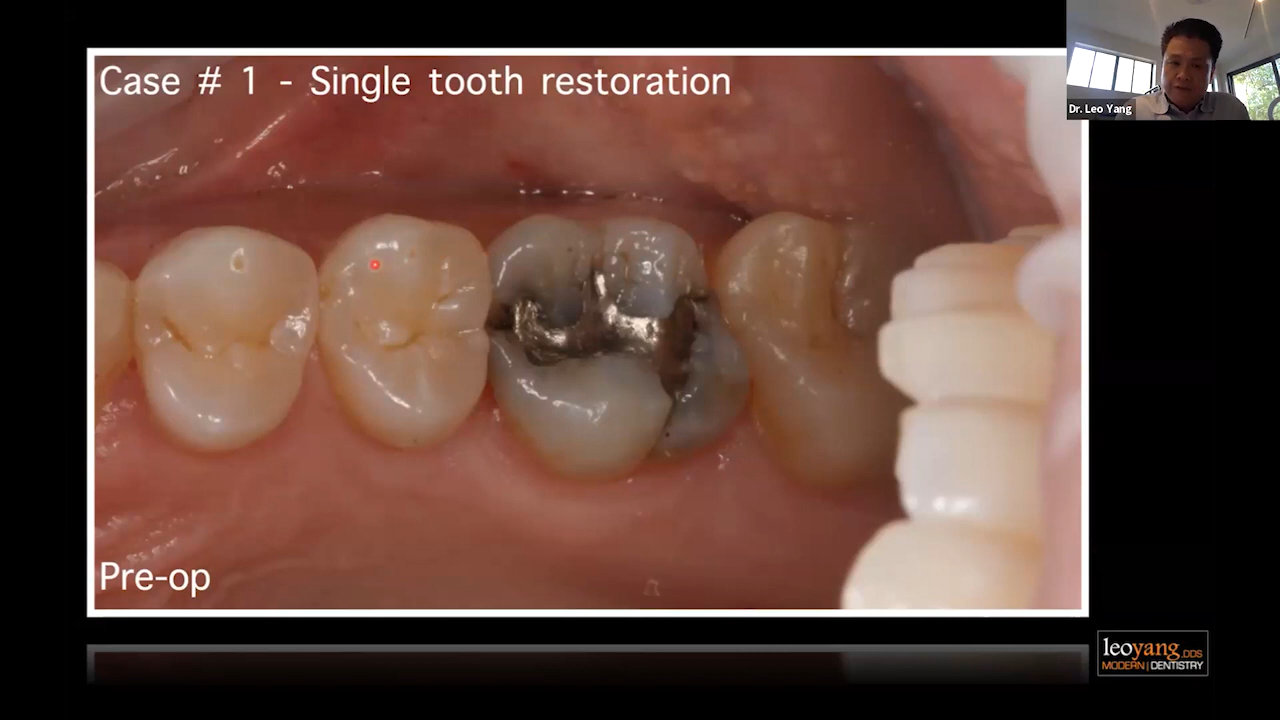 Case # 1 - Single tooth restoration
Dr. Leo Yang
Pre-op
leoyang.DDS
MODERN | DENTISTRY